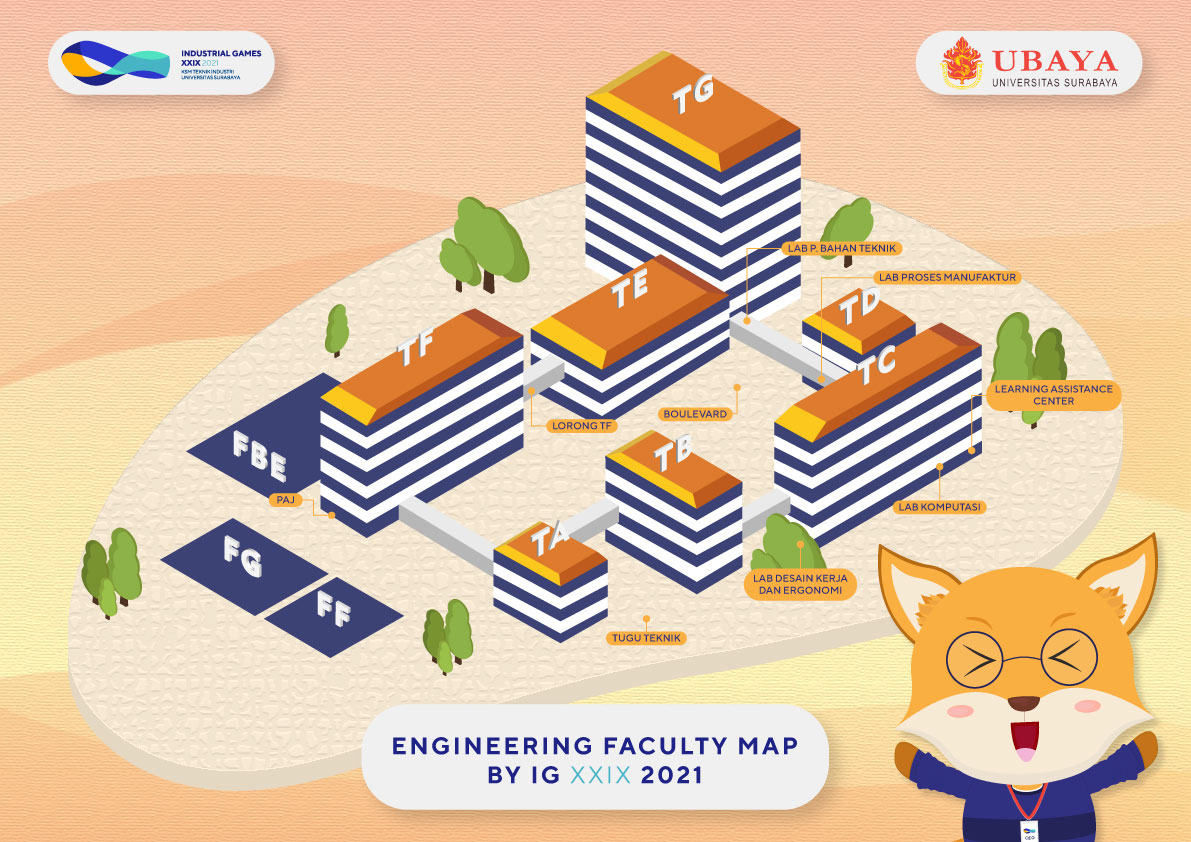 INDUSTRIAL GAMES
XXIX 2021
KSM TEKNIK INDUSTRI
UNIVERSITAS SURABAYA
UBAYA
UNIVERSITAS SURABAYA
TG
LAB P. BAHAN TEKNIK
LAB PROSES MANUFAKTUR
TE
TD
TF
TC
LEARNING ASSISTANCE
CENTER
BOULEVARD
LORONG TF
FBE
TB
PAJ
LAB KOMPUTASI
TA
FG
LAB DESAIN KERJA
DAN ERGONOMI
FF
TUGU TEKNIK
ENGINEERING FACULTY MAP
BY IG XXIX 2021